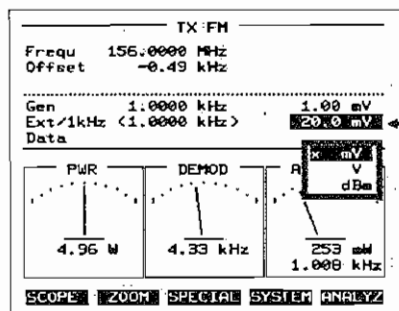 TX FM
Frequ 156.0000 MHz
Offset -0.49 kHz
Gen 1.0000 kHz 1.00 mV
Ext/1kHz (1.0000 kHz) 20.0 mV
Data
x mV
V
dBm
PWR DEMOD A
4.96 W 4.33 kHz 253 mW
1.008 kHz
SCOPE ZOOM SPECIAL SYSTEM ANALYZ